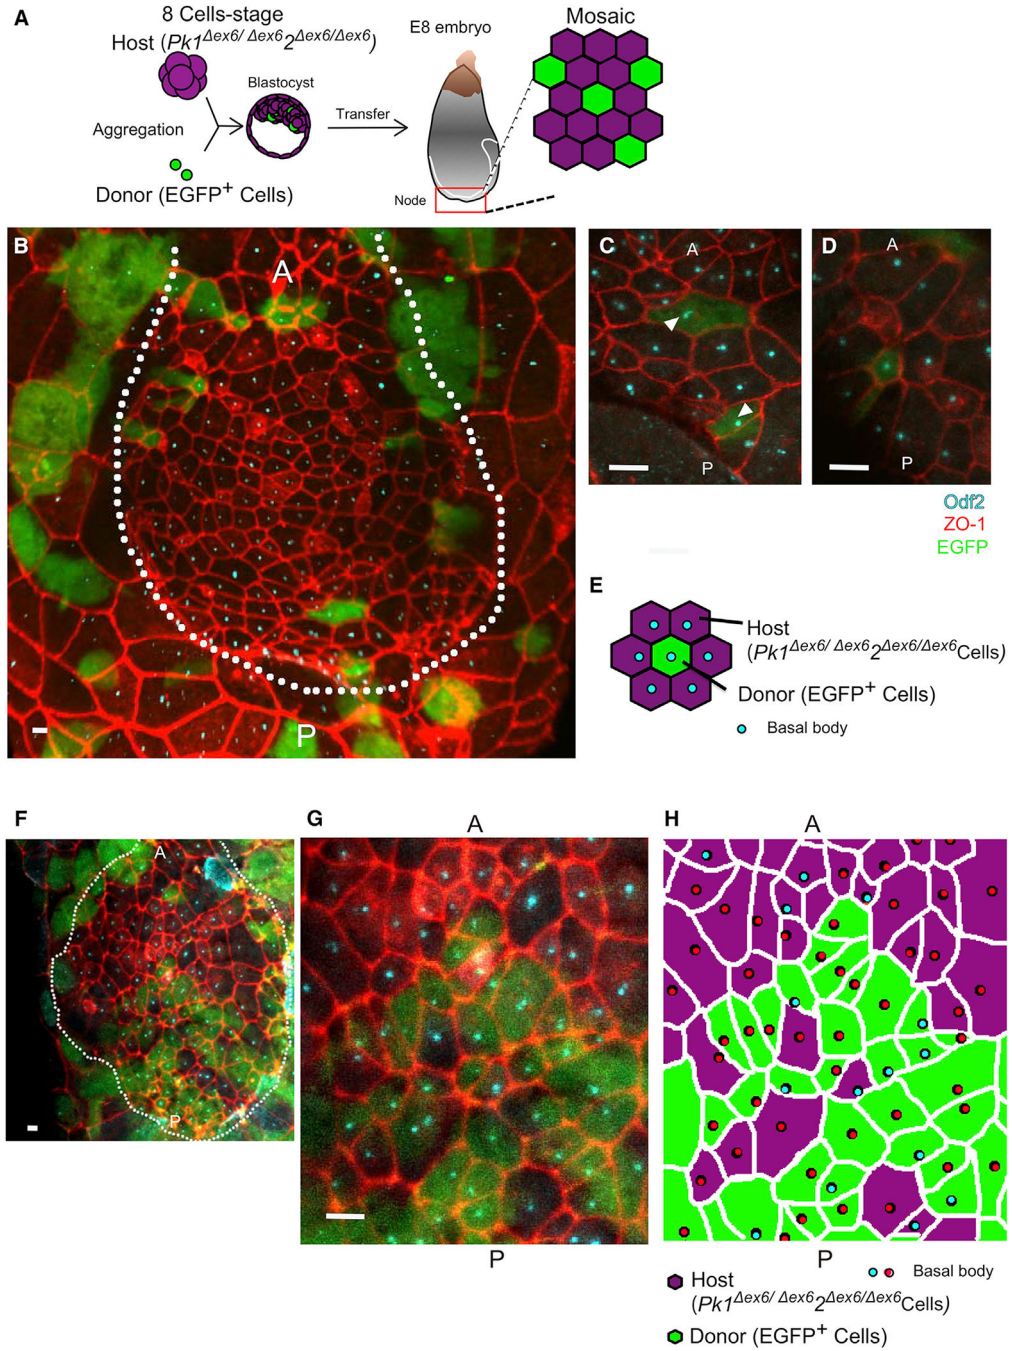 A
8 Cells-stage
Host (Pk1Δex6/ Δex62Δex6/Δex6)
Blastocyst
Aggregation
Donor (EGFP+ Cells)
Transfer
E8 embryo
Node
Mosaic
B
A
P
C
A
P
D
A
P
Odf2
ZO-1
EGFP
E
Host
(Pk1Δex6/ Δex62Δex6/Δex6Cells)
Donor (EGFP+ Cells)
Basal body
F
A
P
G
A
P
H
A
P
Host
(Pk1Δex6/ Δex62Δex6/Δex6Cells)
Basal body
Donor (EGFP+ Cells)